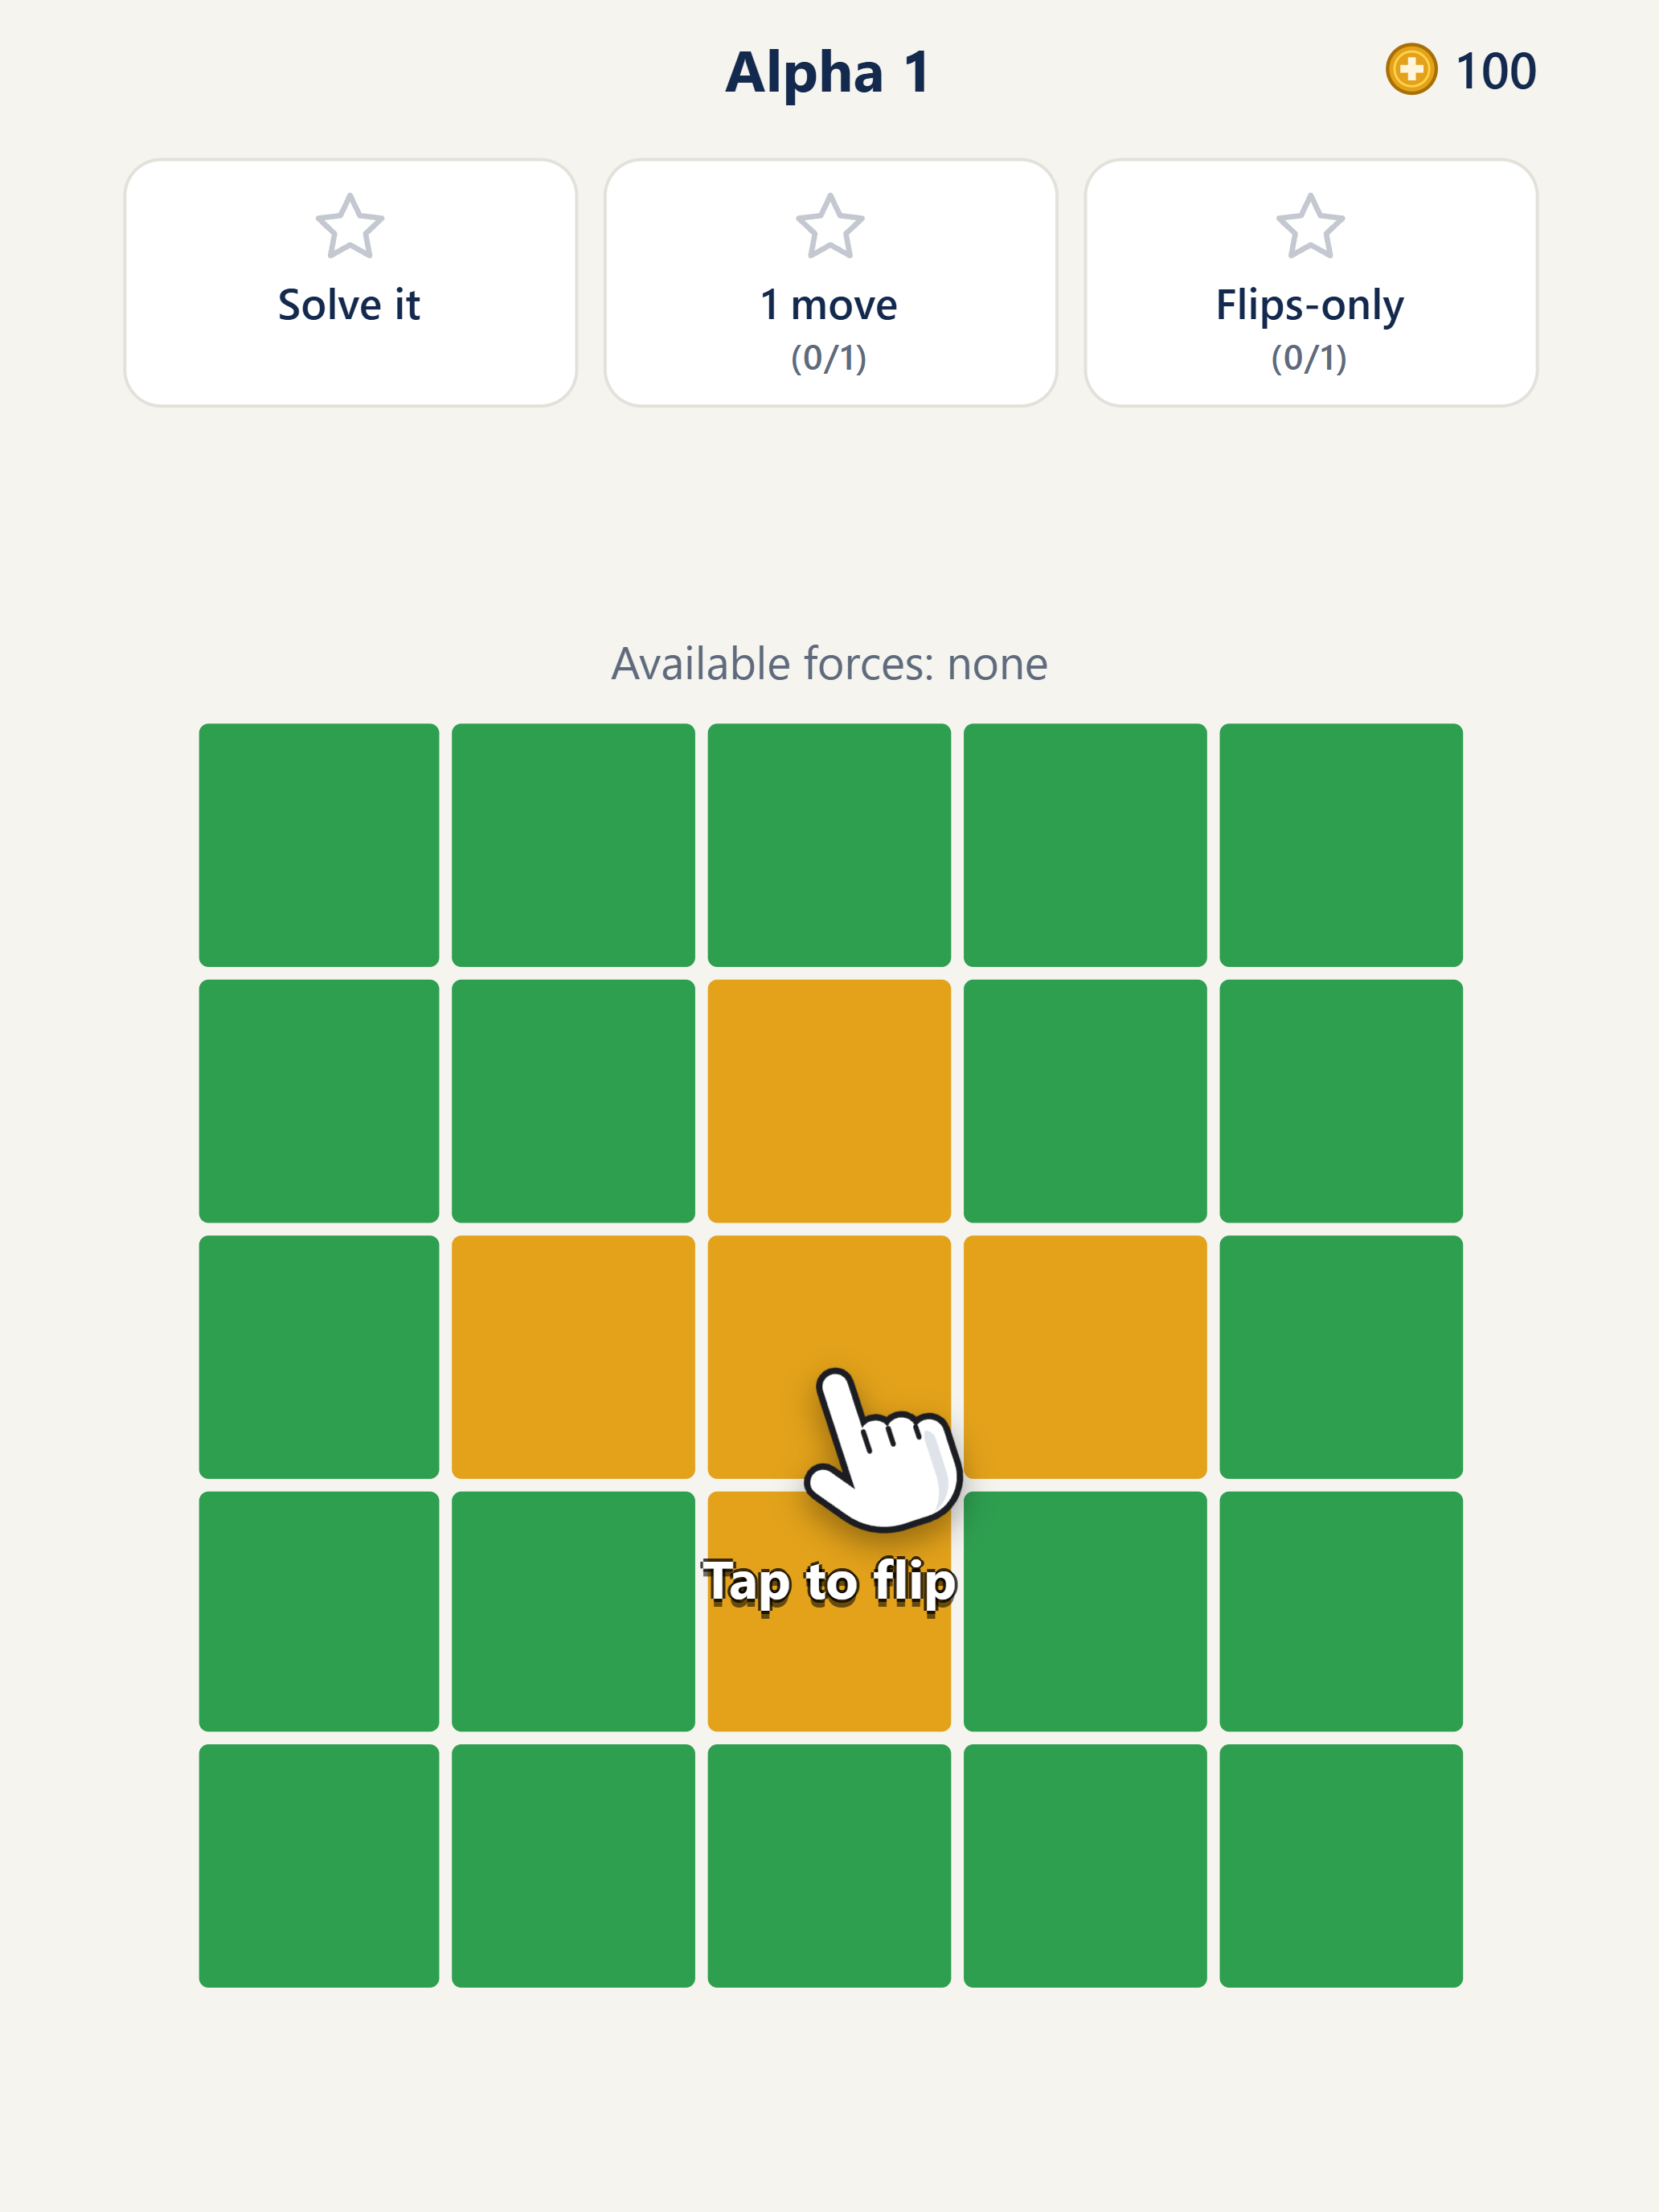 Alpha 1
100
Solve it
1 move
(0/1)
Flips-only
(0/1)
Available forces: none
Tap to flip